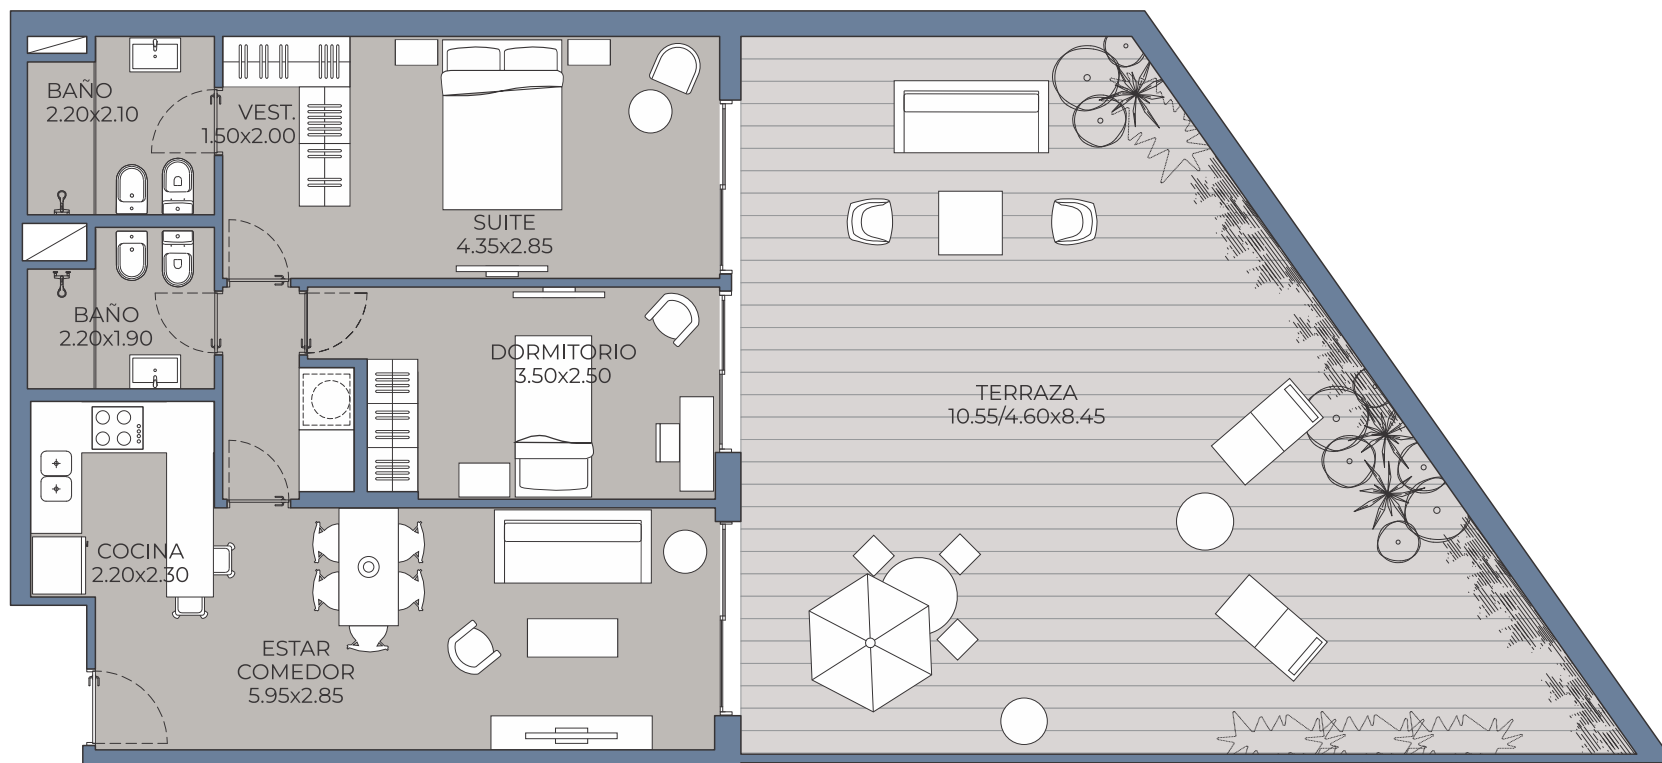 BAÑO
2.20x2.10
VEST.
1.50x2.00
SUITE
4.35x2.85
BAÑO
2.20x1.90
DORMITORIO
3.50x2.50
TERRAZA
10.55/4.60x8.45
COCINA
2.20x2.30
ESTAR
COMEDOR
5.95x2.85